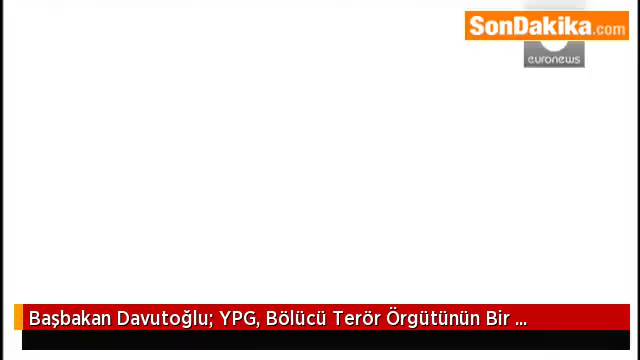 SonDakika.com
euronews
Başbakan Davutoğlu; YPG, Bölücü Terör Örgütünün Bir ...